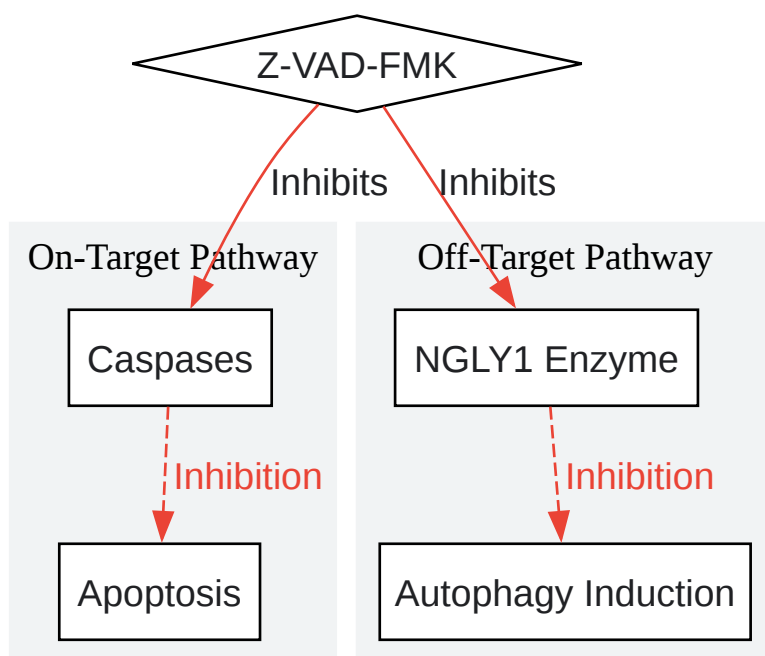 Z-VAD-FMK
Inhibits
Inhibits
On-Target Pathway
Off-Target Pathway
Caspases
NGLY1 Enzyme
Inhibition
Inhibition
Apoptosis
Autophagy Induction